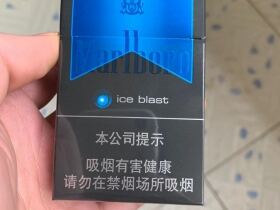 Marlboro
ice blast
本公司提示
吸烟有害健康
请勿在禁烟场所吸烟